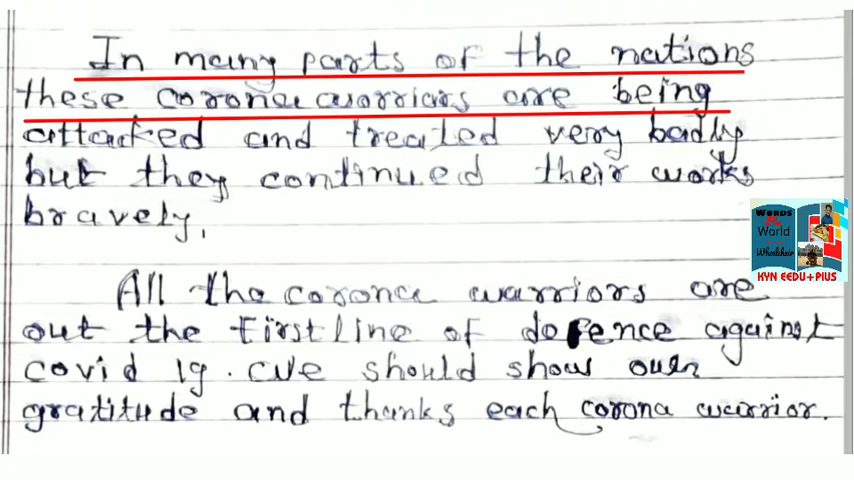 In many parts of the nations
these corona worriars are being
attacked and treated very badly
but they continued their works
bravely.
All the corona warriors are
out the first line of defence against
covid 19. We should show our
gratitude and thanks each corona warrior.
Words
World
Wheelchair
KYN EEDU+PlUS